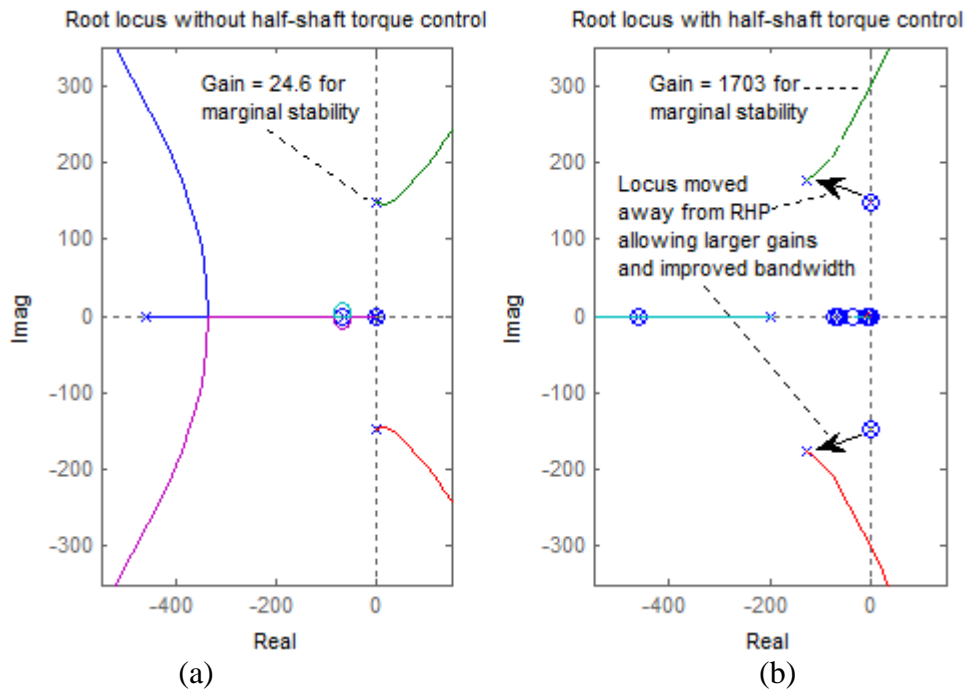 Root locus without half-shaft torque control
300
200
100
0
-100
-200
-300
Imag
-400
-200
0
Real
Gain = 24.6 for
marginal stability
(a)
Root locus with half-shaft torque control
300
200
100
0
-100
-200
-300
Imag
-400
-200
0
Real
Gain = 1703 for
marginal stability
Locus moved
away from RHP
allowing larger gains
and improved bandwidth
(b)